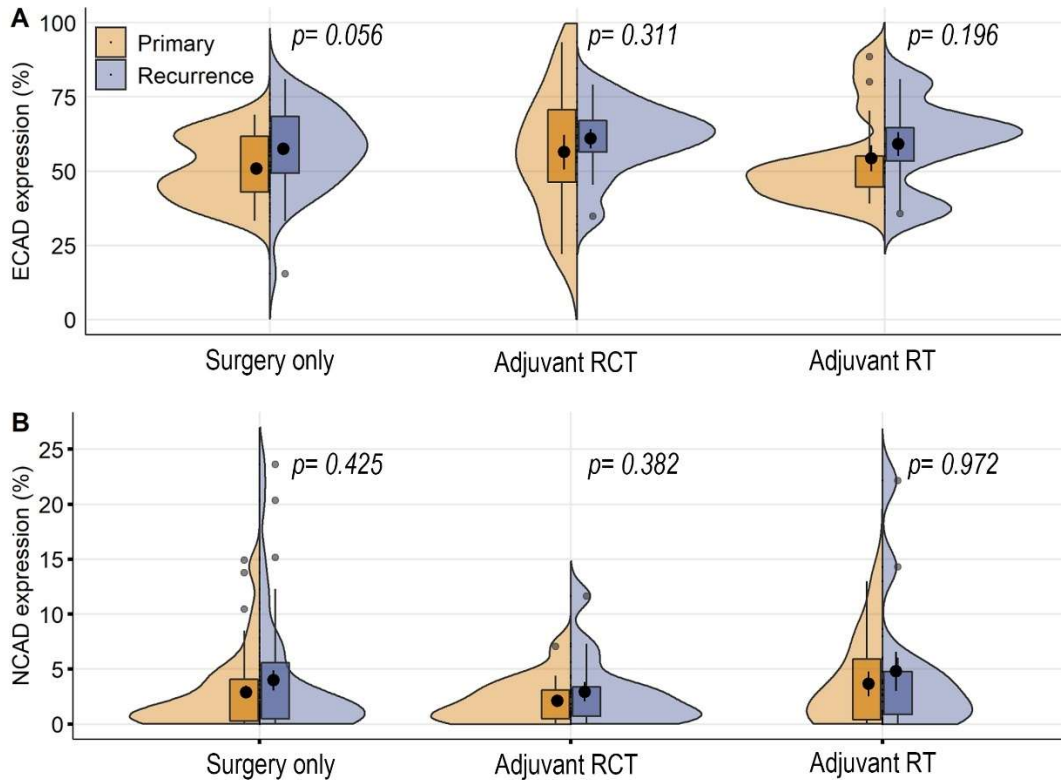 A
100
Primary
Recurrence
p= 0.056
p= 0.311
p= 0.196
75
50
25
0
ECAD expression (%)
Surgery only
Adjuvant RCT
Adjuvant RT
B
25
p= 0.425
p= 0.382
p= 0.972
20
15
10
5
0
NCAD expression (%)
Surgery only
Adjuvant RCT
Adjuvant RT